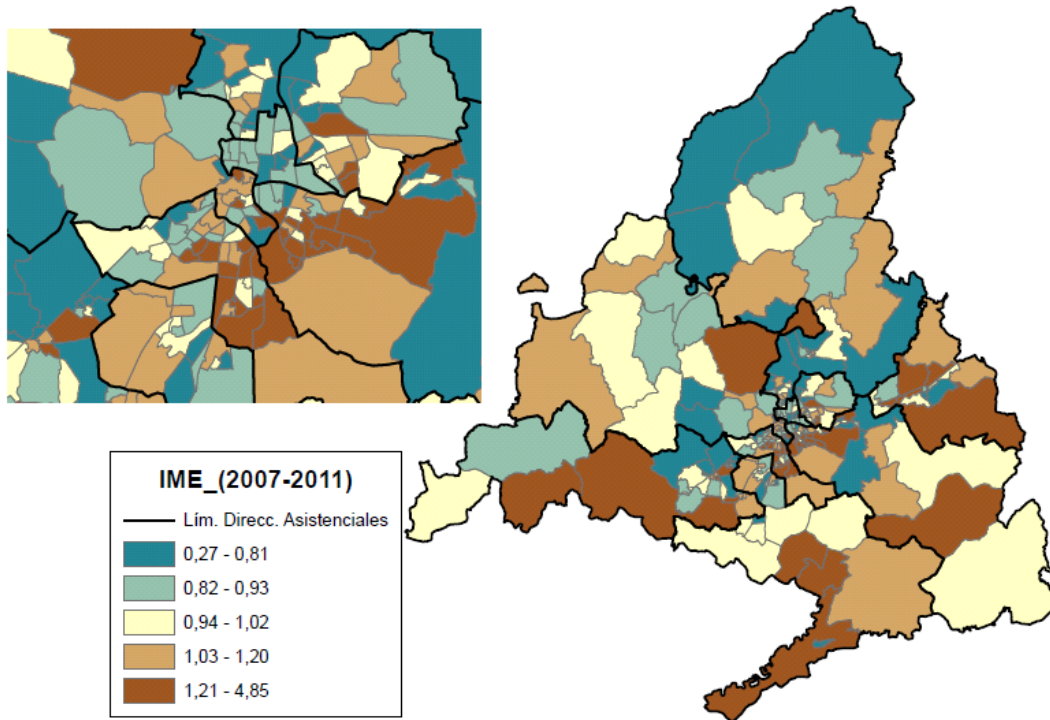 IME_(2007-2011)
Lím. Direcc. Asistenciales
0,27 - 0,81
0,82 - 0,93
0,94 - 1,02
1,03 - 1,20
1,21 - 4,85